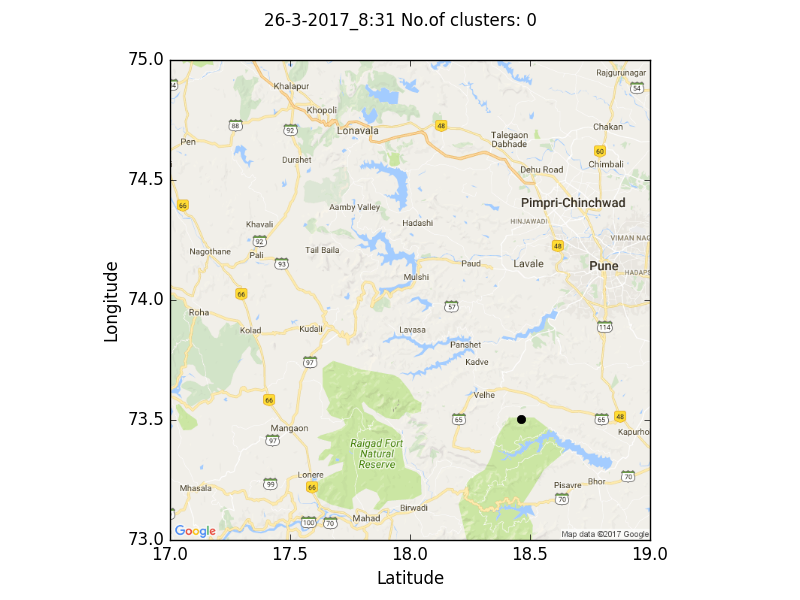 26-3-2017_8:31 No.of clusters: 0
75.0
74.5
74.0
73.5
73.0
Longitude
17.0
17.5
18.0
18.5
19.0
Latitude
Rajgurunagar
54
Khalapur
Khopoli
88
92
Lonavala
48
Chakan
Pen
Talegaon
Dabhade
60
Durshet
Chimbali
Dehu Road
66
Aamby Valley
Pimpri-Chinchwad
Hadashi
HINJAWADI
Khavali
92
VIMAN NAG
Nagothane
Pali
Tail Baila
48
93
Paud
Lavale
Pune
HADAPS
Mulshi
66
57
Roha
Kolad
Kudali
Lavasa
114
Panshet
97
Kadve
Velhe
66
65
65
48
Mangaon
Kapurho
97
Raigad Fort
Natural
Reserve
Lonere
99
66
Mhasala
Pisavre
Bhor
70
70
Birwadi
100
70
Mahad
Google
Map data ©2017 Google